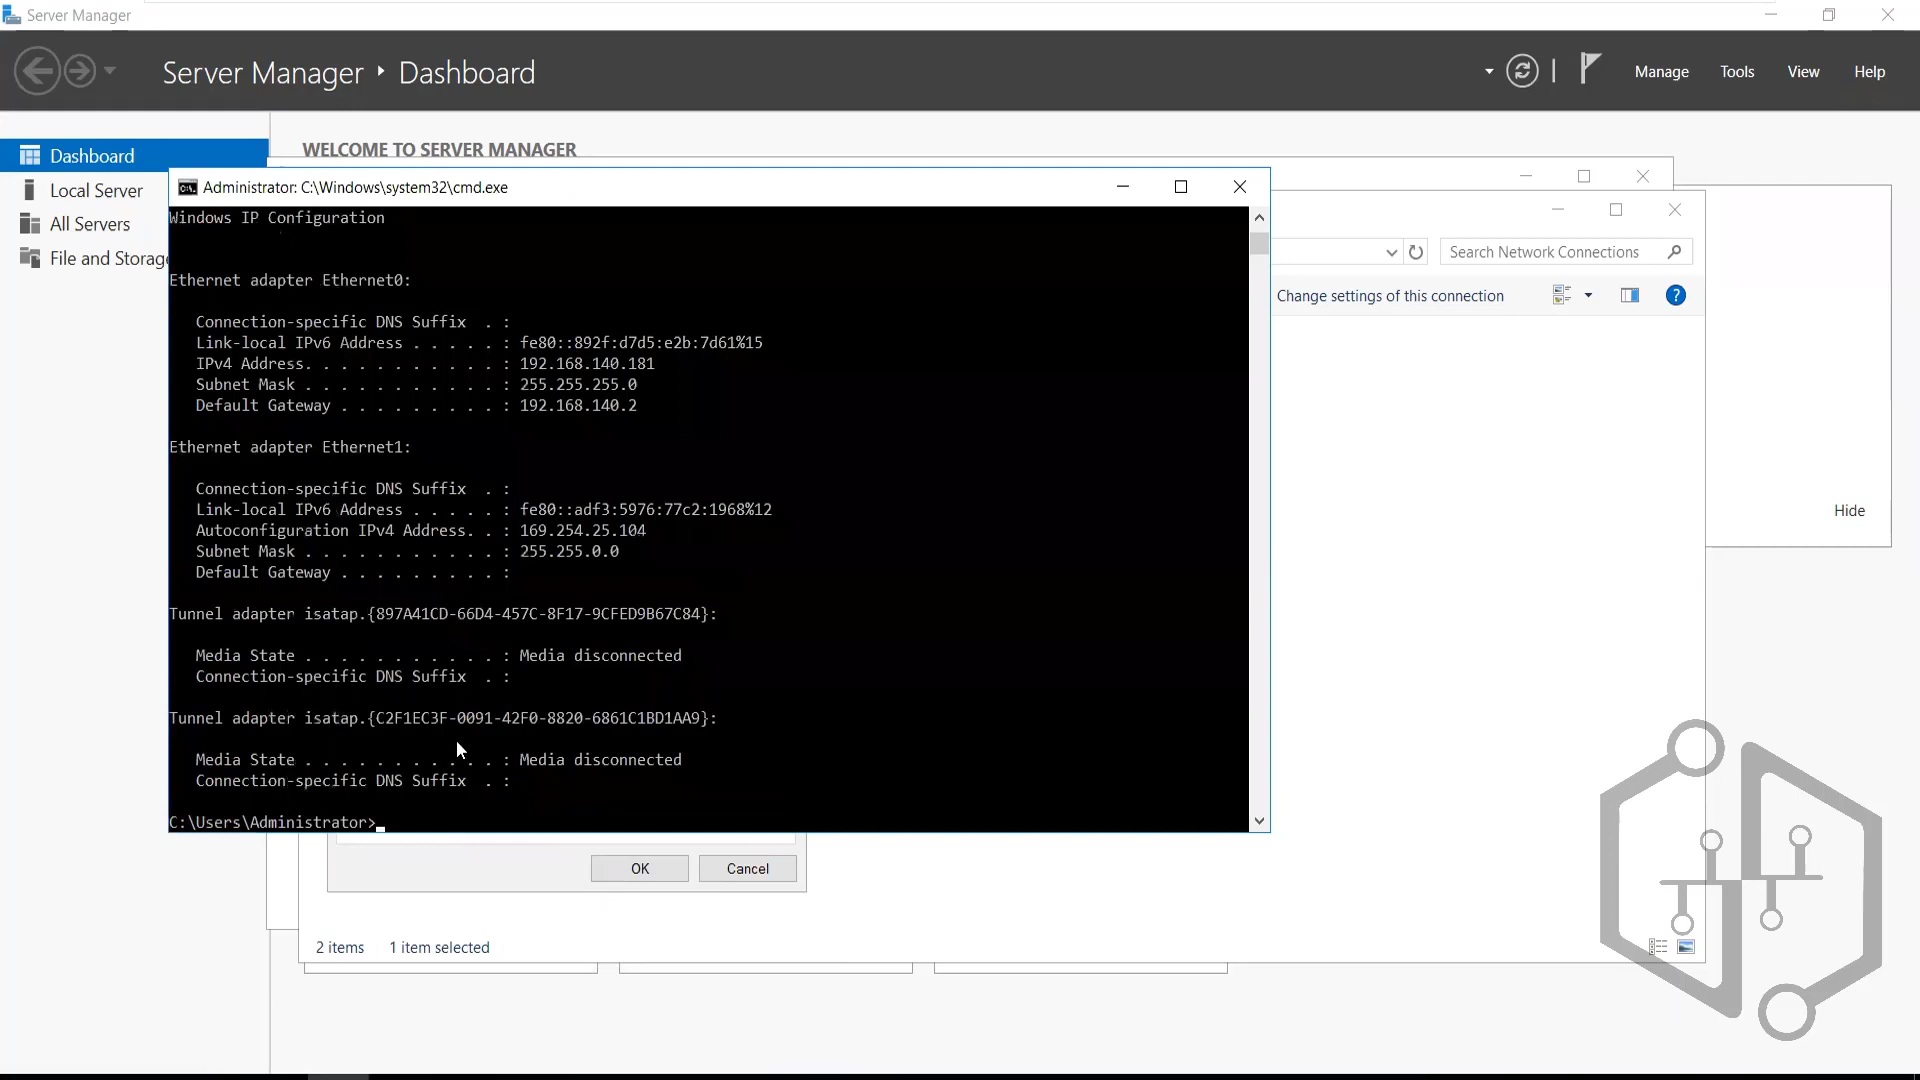 Server Manager
Server Manager ‣ Dashboard
Manage Tools View Help
Dashboard
Local Server
All Servers
File and Storag
WELCOME TO SERVER MANAGER
Administrator: C:\Windows\system32\cmd.exe
Windows IP Configuration
Ethernet adapter Ethernet0:
Connection-specific DNS Suffix . :
Link-local IPv6 Address . . . . . : fe80::892f:d7d5:e2b:7d61%15
IPv4 Address. . . . . . . . . . . : 192.168.140.181
Subnet Mask . . . . . . . . . . . : 255.255.255.0
Default Gateway . . . . . . . . . : 192.168.140.2
Ethernet adapter Ethernet1:
Connection-specific DNS Suffix . :
Link-local IPv6 Address . . . . . : fe80::adf3:5976:77c2:1968%12
Autoconfiguration IPv4 Address. . : 169.254.25.104
Subnet Mask . . . . . . . . . . . : 255.255.0.0
Default Gateway . . . . . . . . . :
Tunnel adapter isatap.{897A41CD-66D4-457C-8F17-9CFED9B67C84}:
Media State . . . . . . . . . . . : Media disconnected
Connection-specific DNS Suffix . :
Tunnel adapter isatap.{C2F1EC3F-0091-42F0-8820-6861C1BD1AA9}:
Media State . . . . . . . . . . . : Media disconnected
Connection-specific DNS Suffix . :
C:\Users\Administrator>
Search Network Connections
Change settings of this connection
Hide
OK Cancel
2 items 1 item selected